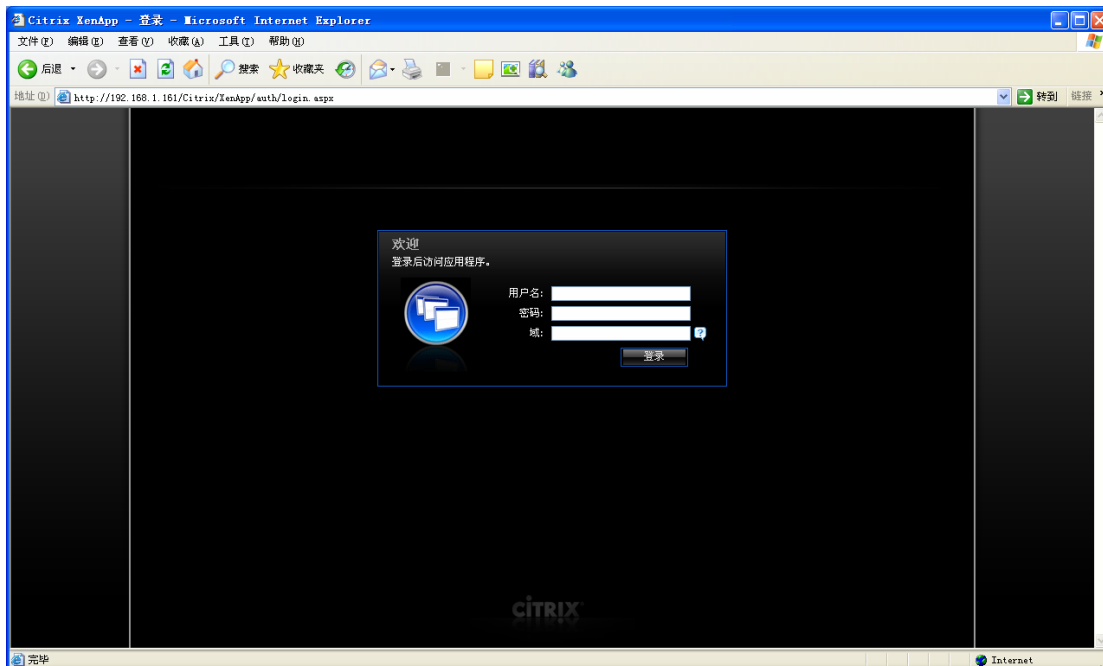 Citrix XenApp - 登录 - Microsoft Internet Explorer
文件(F) 编辑(E) 查看(V) 收藏(A) 工具(T) 帮助(H)
后退 搜索 收藏夹
地址(D) http://192.168.1.161/Citrix/XenApp/auth/login.aspx 转到 链接
欢迎
登录后访问应用程序。
用户名:
密码:
域:
登录
CITRIX
完毕 Internet